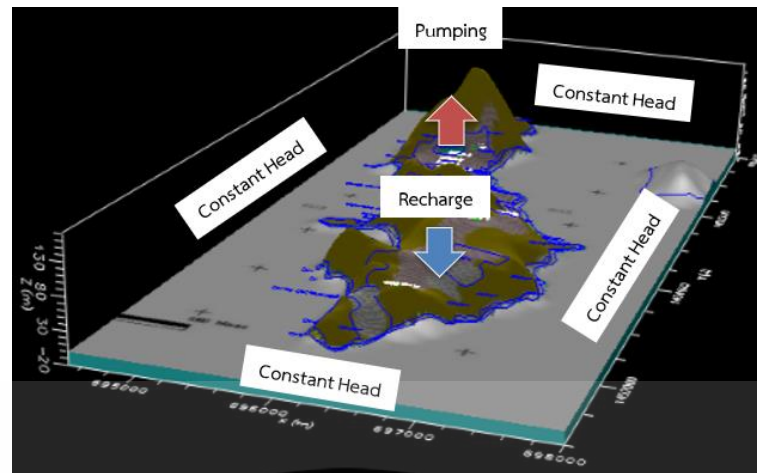 Pumping
Constant Head
Constant Head
Recharge
Constant Head
Constant Head
130
80
30
-20
Z (m)
695000
696000
697000
698000
X (m)